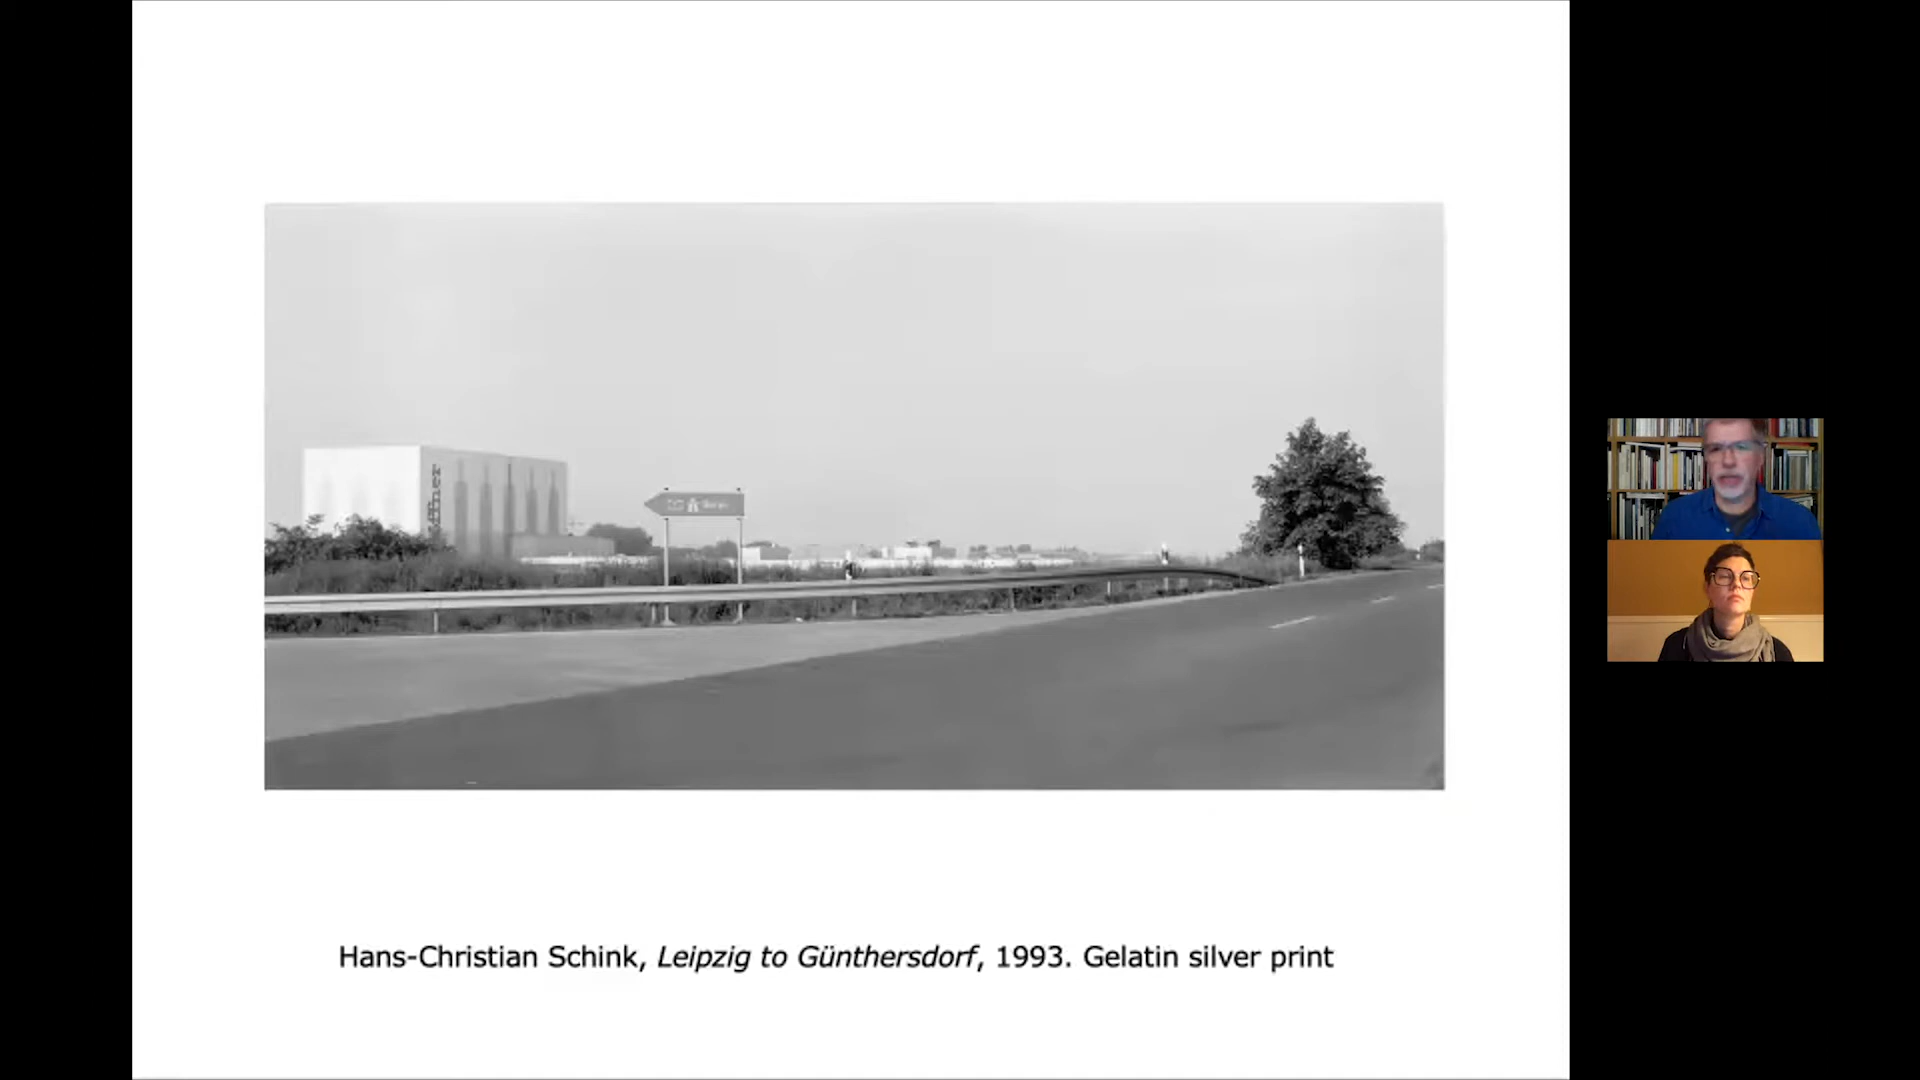 Hans-Christian Schink, Leipzig to Günthersdorf, 1993. Gelatin silver print